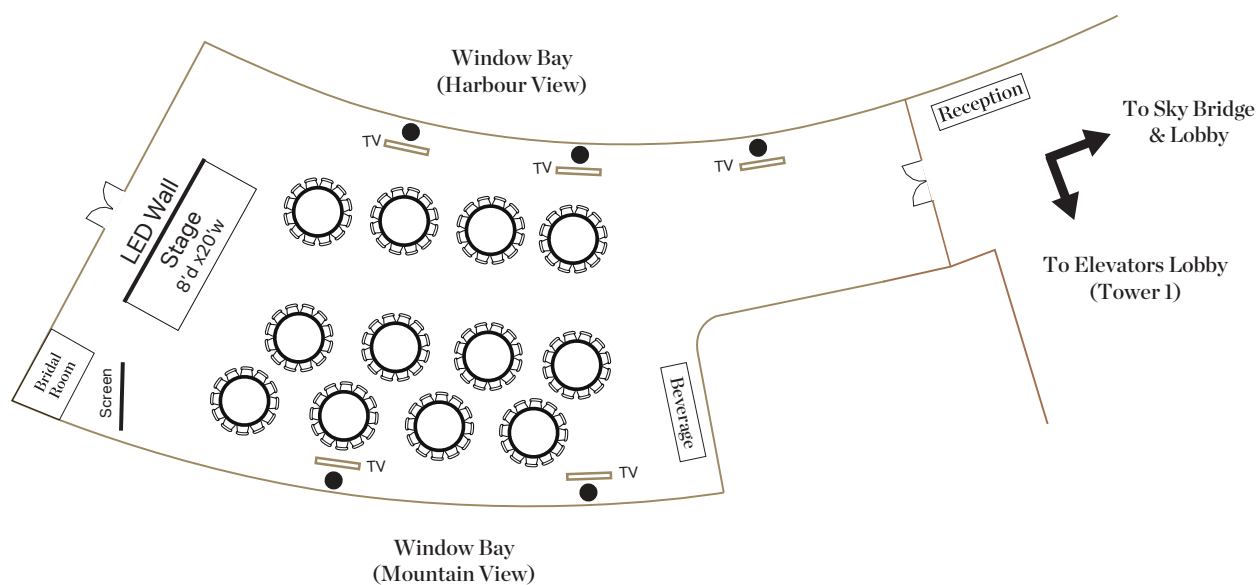 Window Bay
(Harbour View)
Reception
To Sky Bridge
& Lobby
TV
TV
TV
LED Wall
Stage
8'd x20'w
To Elevators Lobby
(Tower 1)
Bridal
Room
Screen
Beverage
TV
TV
Window Bay
(Mountain View)